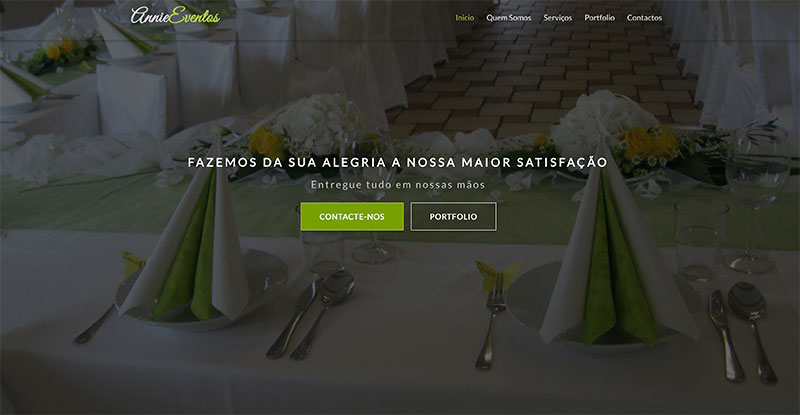 AnnieEventos
Inicio Quem Somos Serviços Portfolio Contactos
FAZEMOS DA SUA ALEGRIA A NOSSA MAIOR SATISFAÇÃO
Entregue tudo em nossas mãos
CONTACTE-NOS PORTFOLIO